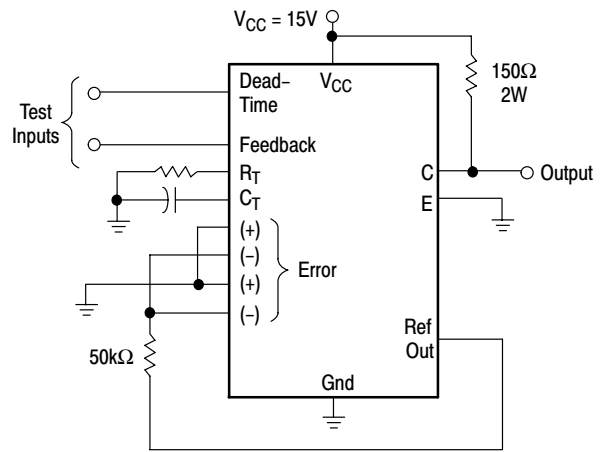 V_CC = 15V
Dead–
Time
V_CC
150Ω
2W
Test
Inputs
Feedback
R_T
C
Output
C_T
E
(+)
(–)
Error
(+)
(–)
Ref
Out
50kΩ
Gnd